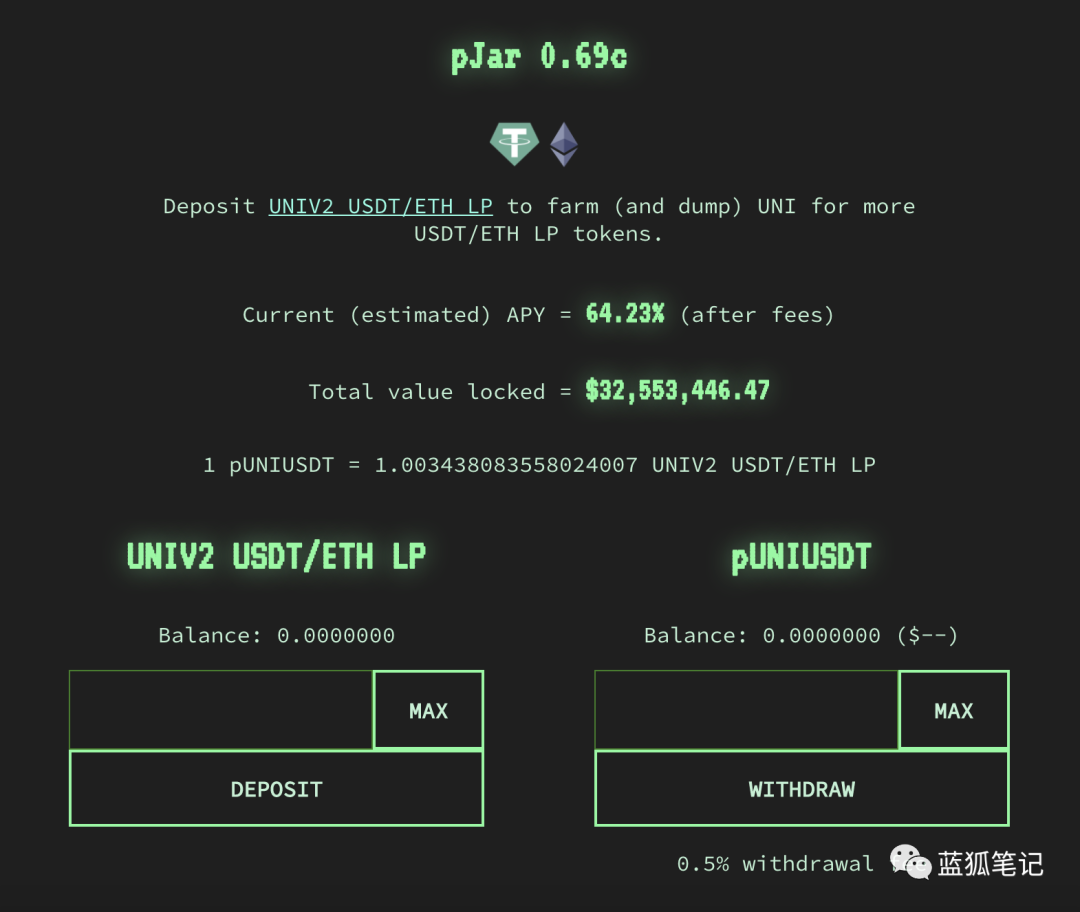 pJar 0.69c
Deposit UNIV2 USDT/ETH LP to farm (and dump) UNI for more
USDT/ETH LP tokens.
Current (estimated) APY = 64.23% (after fees)
Total value locked = $32,553,446.47
1 pUNIUSDT = 1.003438083558024007 UNIV2 USDT/ETH LP
UNIV2 USDT/ETH LP
Balance: 0.0000000
MAX
DEPOSIT
pUNIUSDT
Balance: 0.0000000 ($--)
MAX
WITHDRAW
0.5% withdrawal
蓝狐笔记